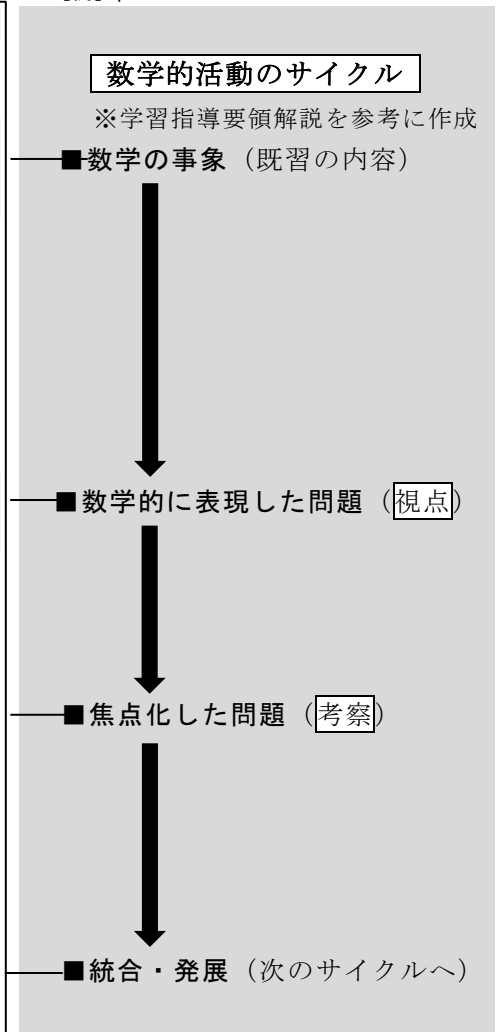 数学的活動のサイクル
※学習指導要領解説を参考に作成
■数学の事象（既習の内容）
■数学的に表現した問題（視点）
■焦点化した問題（考察）
■統合・発展（次のサイクルへ）